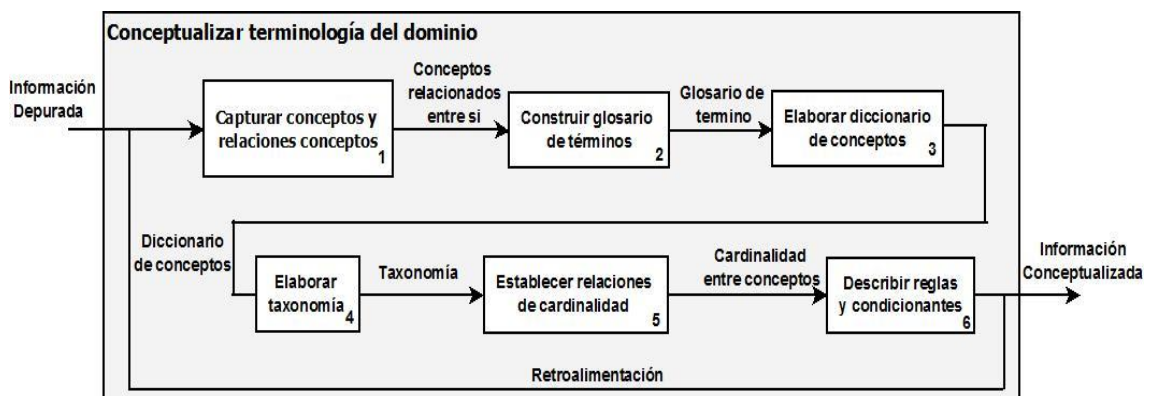 Conceptualizar terminología del dominio
Información
Depurada
Capturar conceptos y
relaciones conceptos
1
Conceptos
relacionados
entre si
Construir glosario
de términos
2
Glosario de
termino
Elaborar diccionario
de conceptos
3
Diccionario
de conceptos
Elaborar
taxonomía
4
Taxonomía
Establecer relaciones
de cardinalidad
5
Cardinalidad
entre conceptos
Describir reglas
y condicionantes
6
Información
Conceptualizada
Retroalimentación